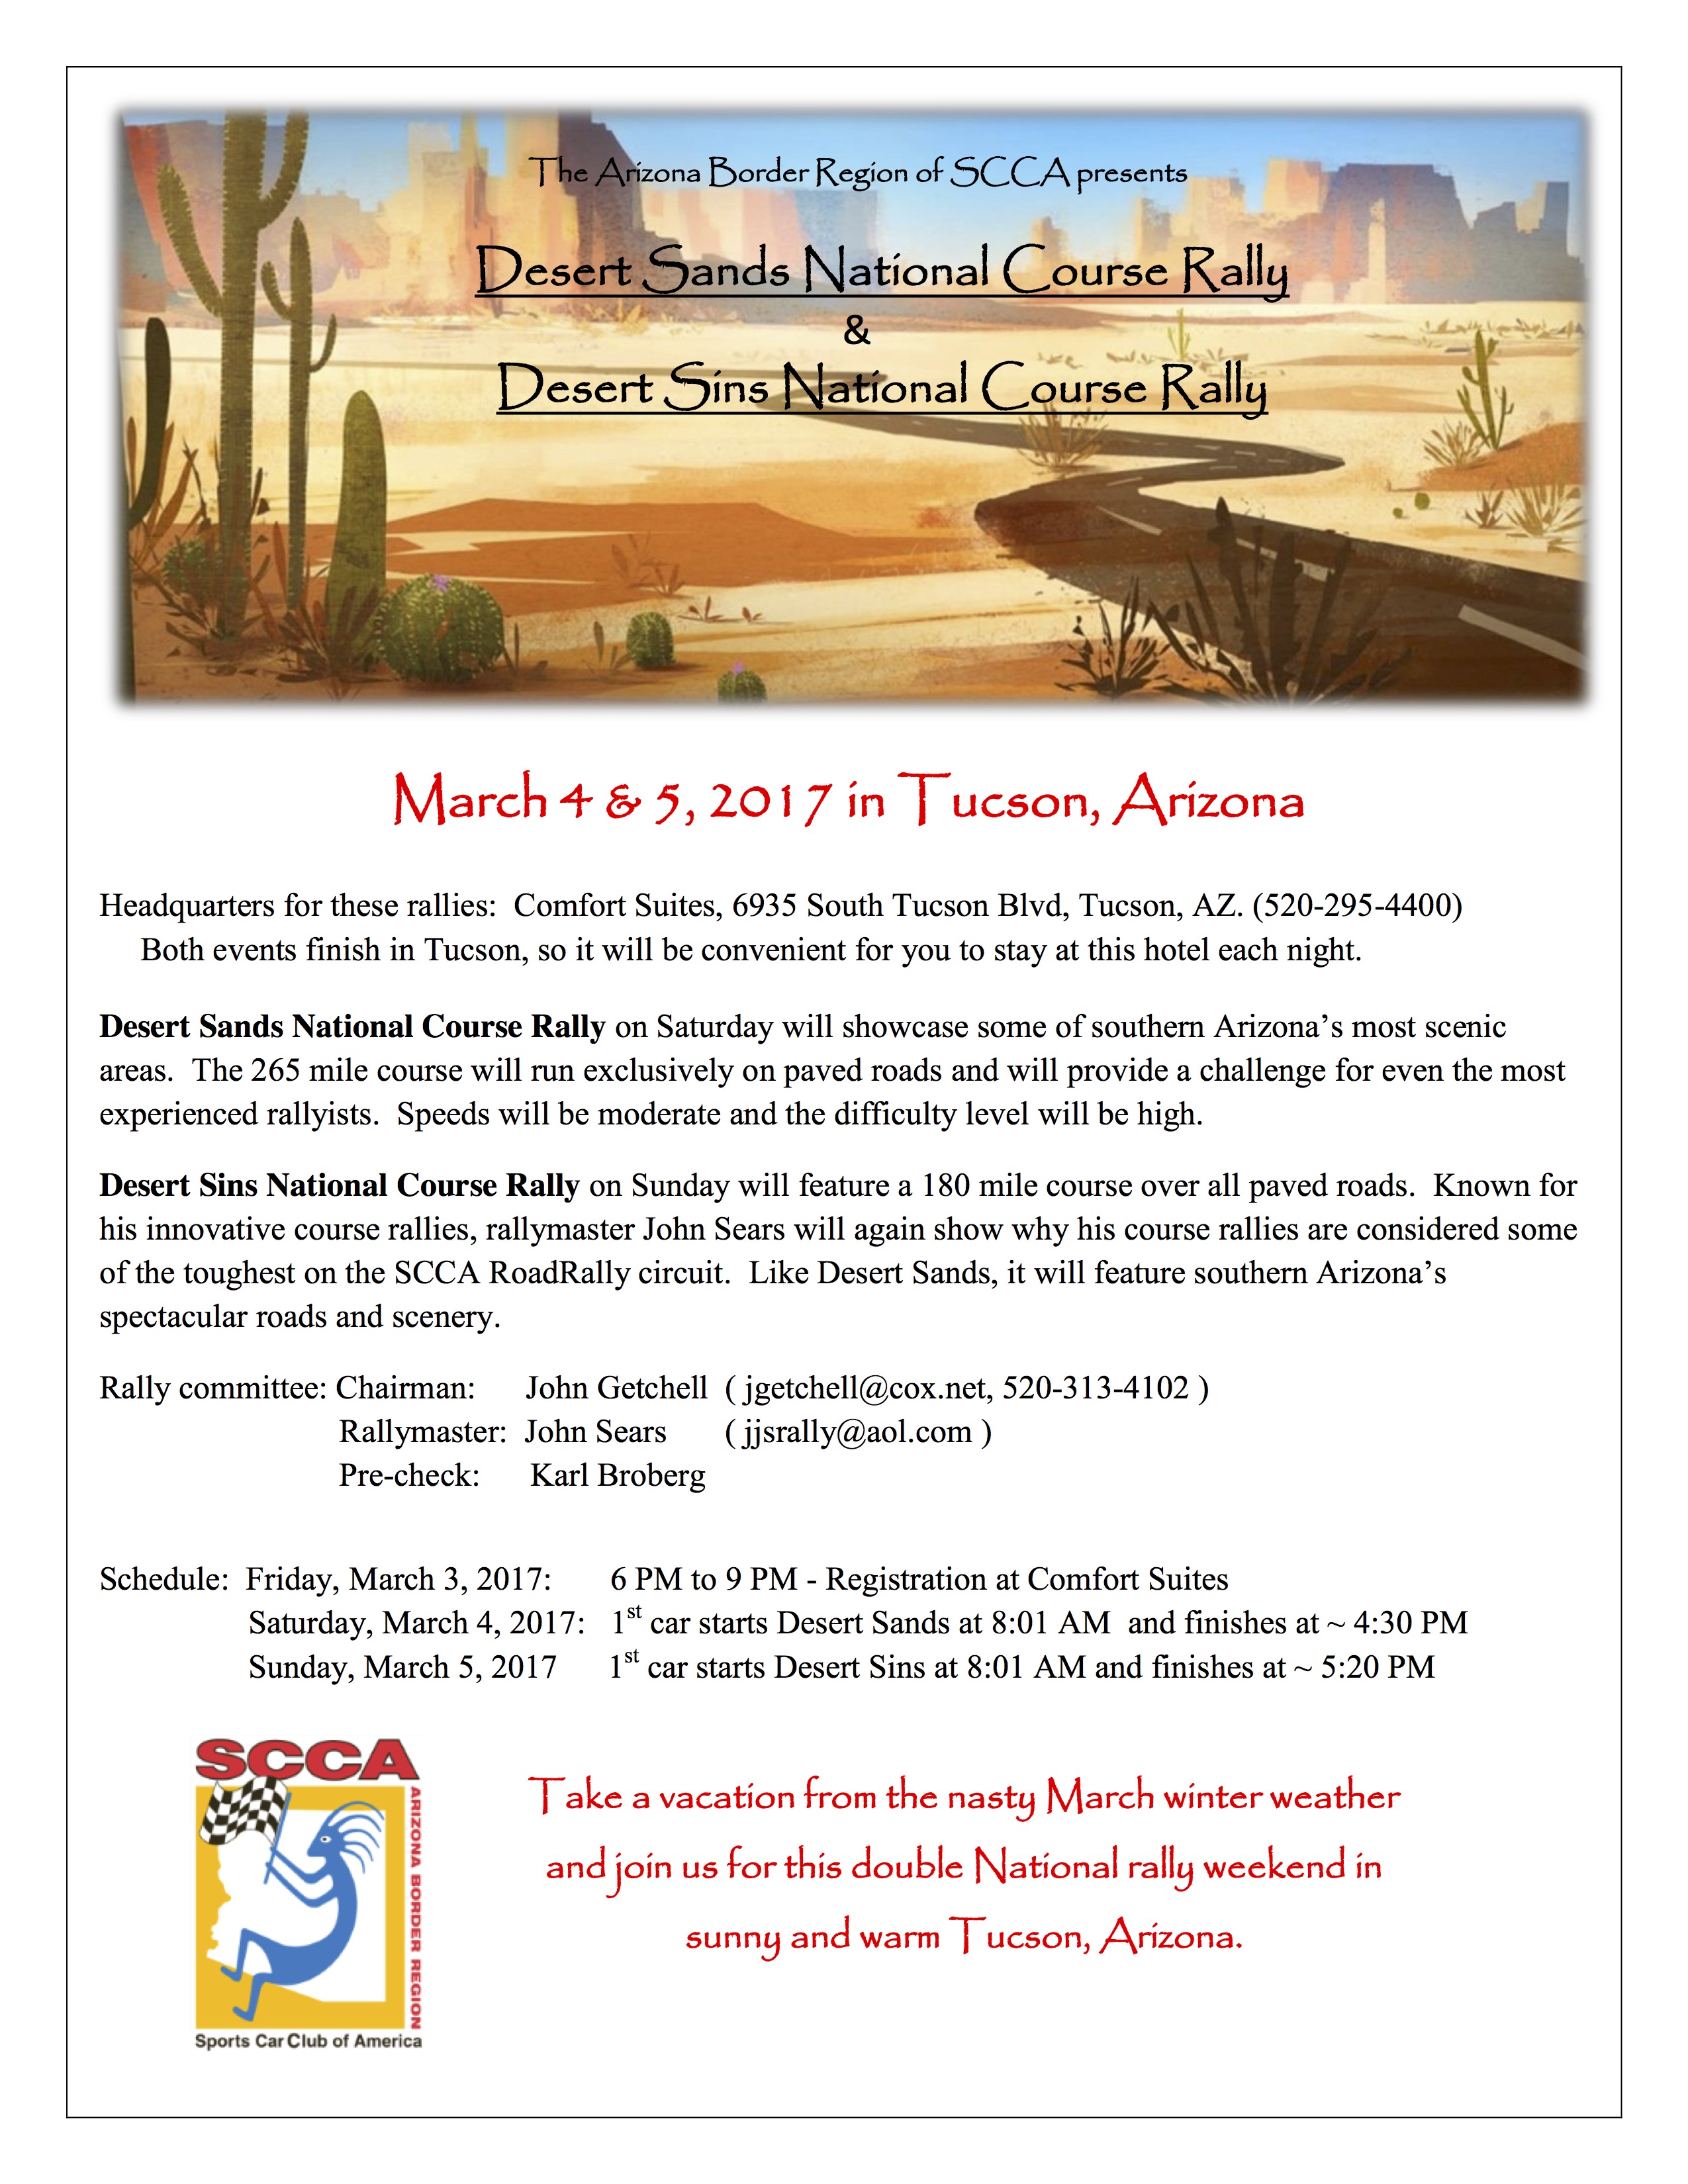 The Arizona Border Region of SCCA presents
Desert Sands National Course Rally
&
Desert Sins National Course Rally
March 4 & 5, 2017 in Tucson, Arizona
Headquarters for these rallies:  Comfort Suites, 6935 South Tucson Blvd, Tucson, AZ. (520-295-4400)
Both events finish in Tucson, so it will be convenient for you to stay at this hotel each night.
Desert Sands National Course Rally on Saturday will showcase some of southern Arizona’s most scenic
areas.  The 265 mile course will run exclusively on paved roads and will provide a challenge for even the most
experienced rallyists.  Speeds will be moderate and the difficulty level will be high.
Desert Sins National Course Rally on Sunday will feature a 180 mile course over all paved roads.  Known for
his innovative course rallies, rallymaster John Sears will again show why his course rallies are considered some
of the toughest on the SCCA RoadRally circuit.  Like Desert Sands, it will feature southern Arizona’s
spectacular roads and scenery.
Rally committee: Chairman:  John Getchell  ( jgetchell@cox.net, 520-313-4102 )
Rallymaster:  John Sears  ( jjsrally@aol.com )
Pre-check:  Karl Broberg
Schedule:  Friday, March 3, 2017:  6 PM to 9 PM - Registration at Comfort Suites
Saturday, March 4, 2017:  1st car starts Desert Sands at 8:01 AM  and finishes at ~ 4:30 PM
Sunday, March 5, 2017  1st car starts Desert Sins at 8:01 AM and finishes at ~ 5:20 PM
SCCA
ARIZONA BORDER REGION
Sports Car Club of America
Take a vacation from the nasty March winter weather
and join us for this double National rally weekend in
sunny and warm Tucson, Arizona.